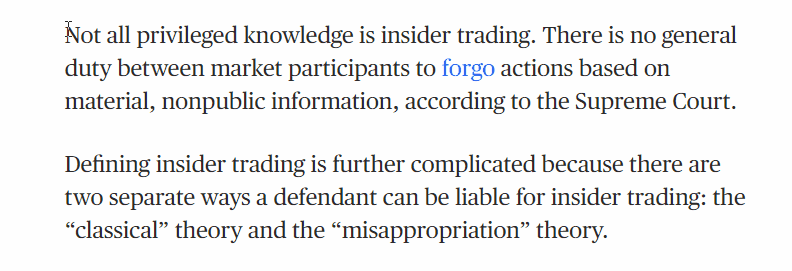 Not all privileged knowledge is insider trading. There is no general
duty between market participants to forgo actions based on
material, nonpublic information, according to the Supreme Court.
Defining insider trading is further complicated because there are
two separate ways a defendant can be liable for insider trading: the
“classical” theory and the “misappropriation” theory.